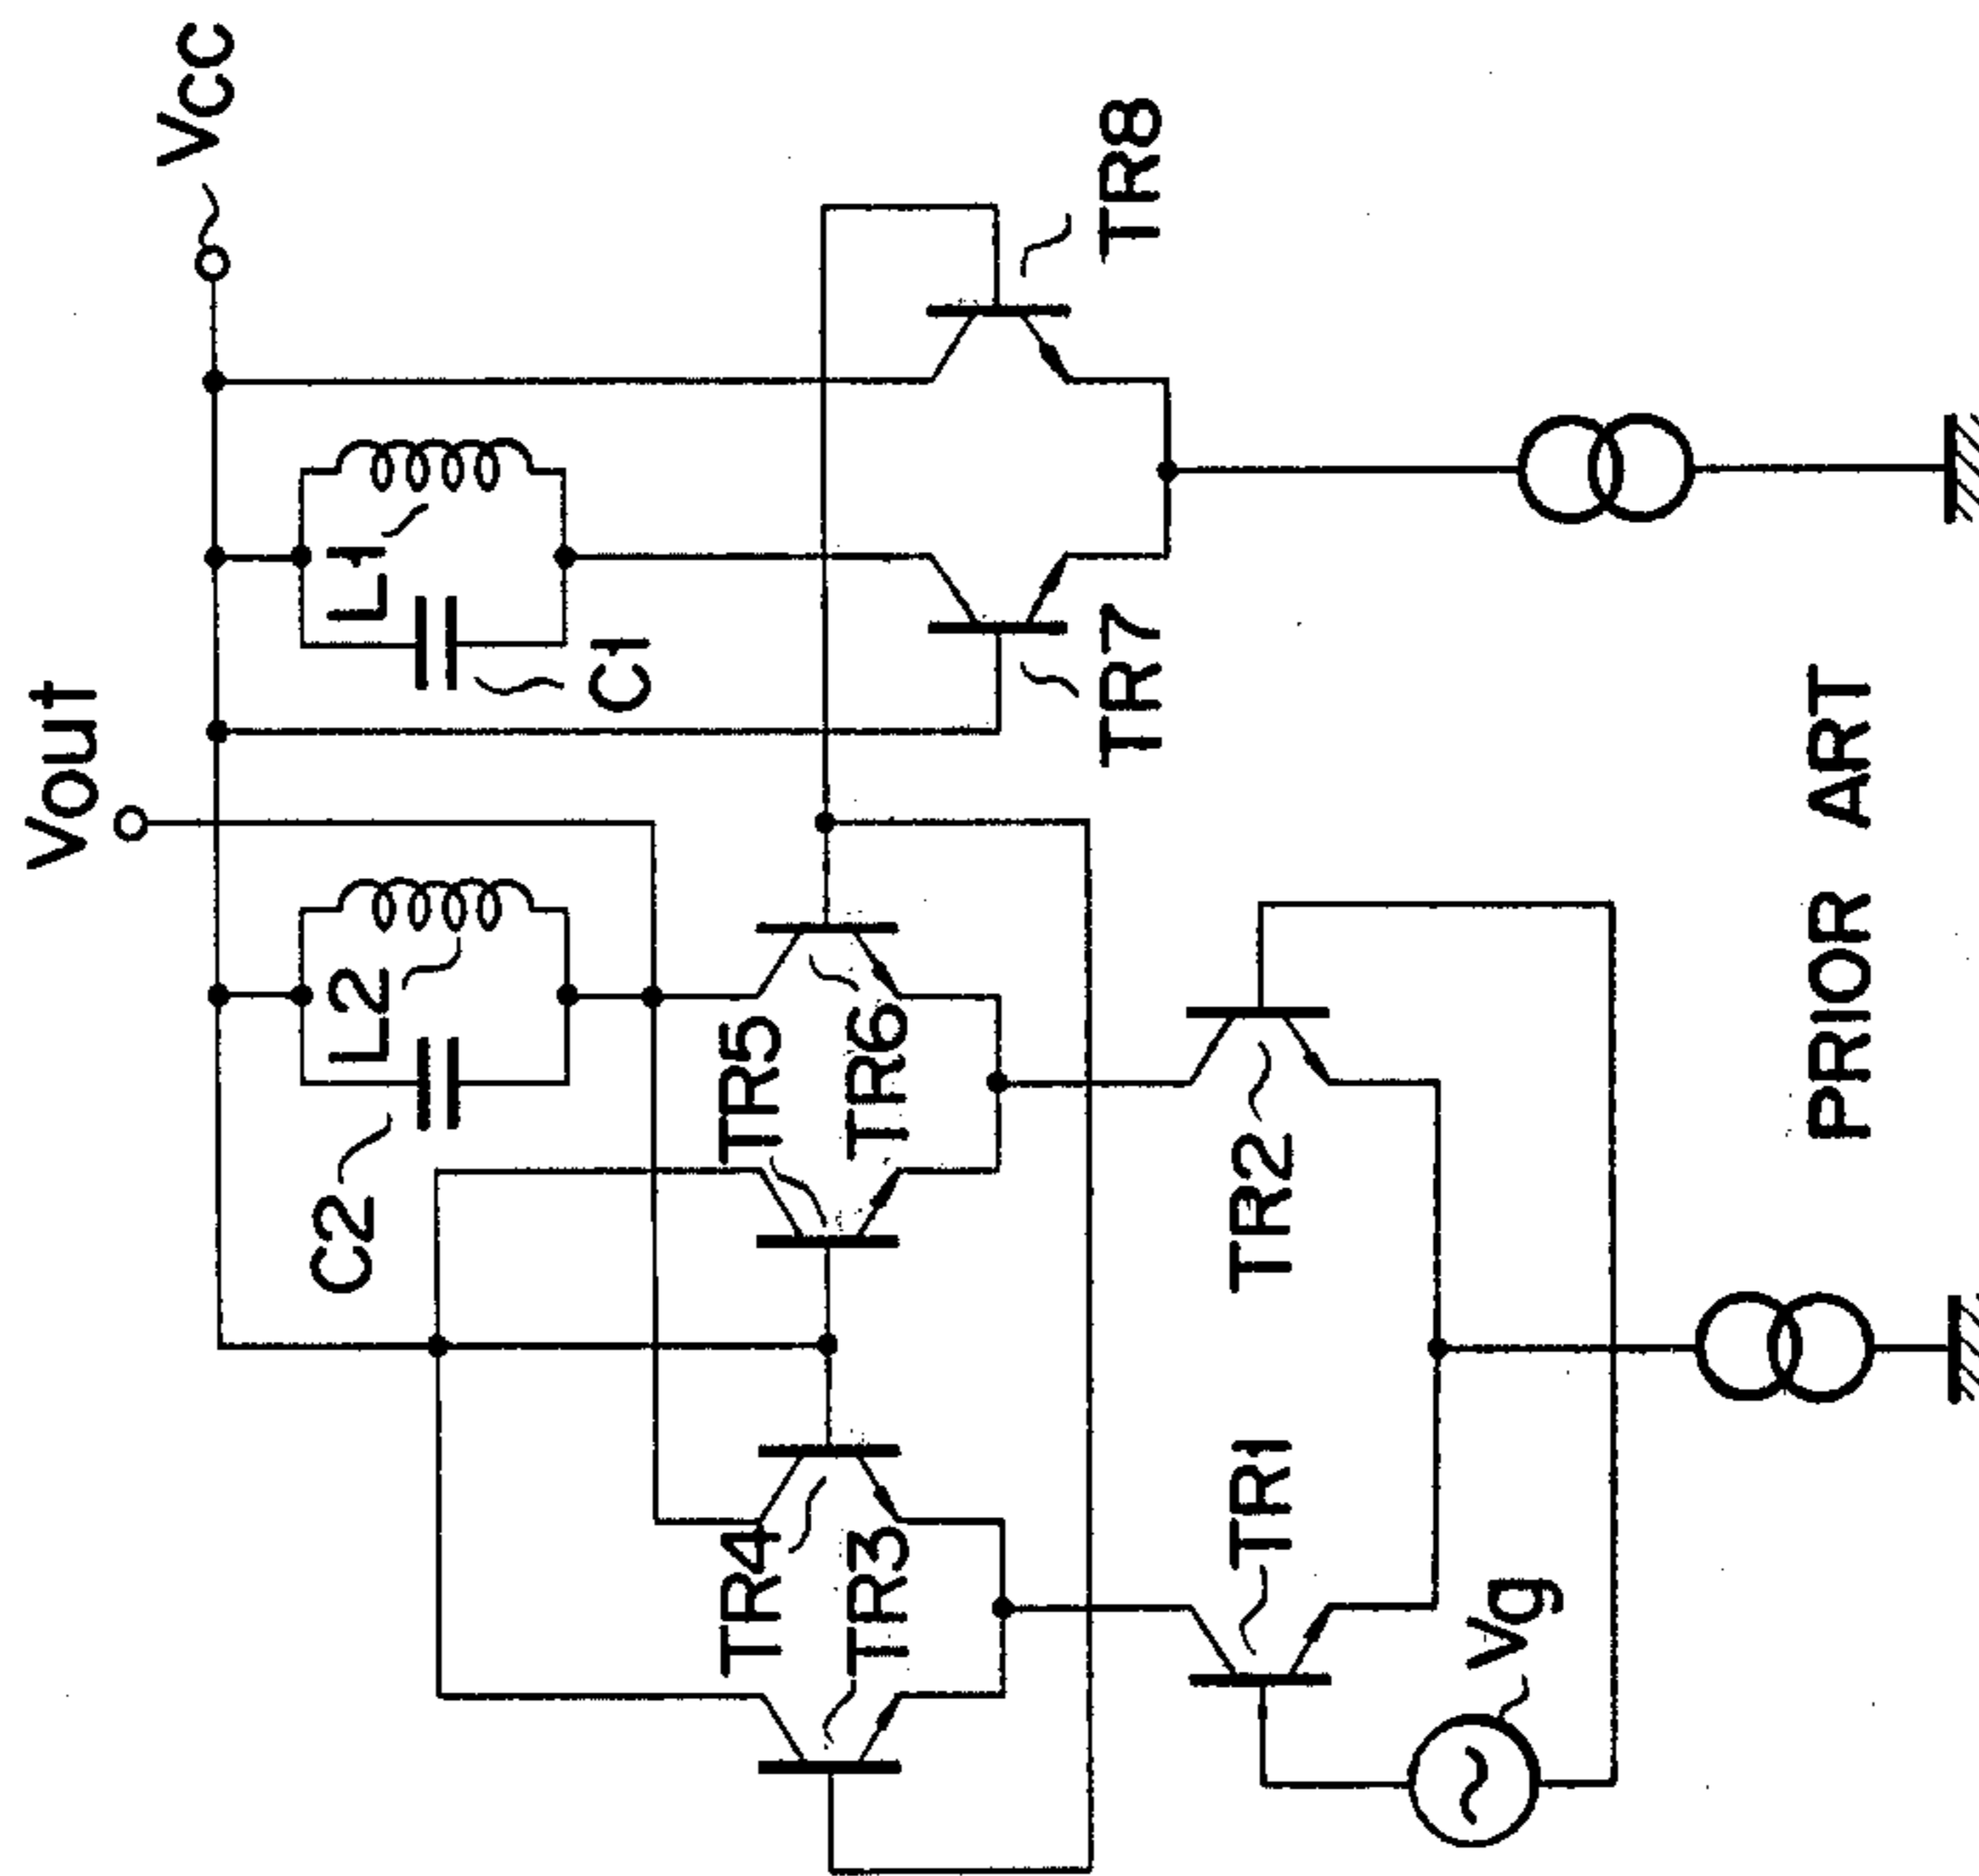 Vout
Vcc
L2
L1
C2
C1
TR4
TR5
TR3
TR6
TR7
TR8
TR1
TR2
Vg
PRIOR ART